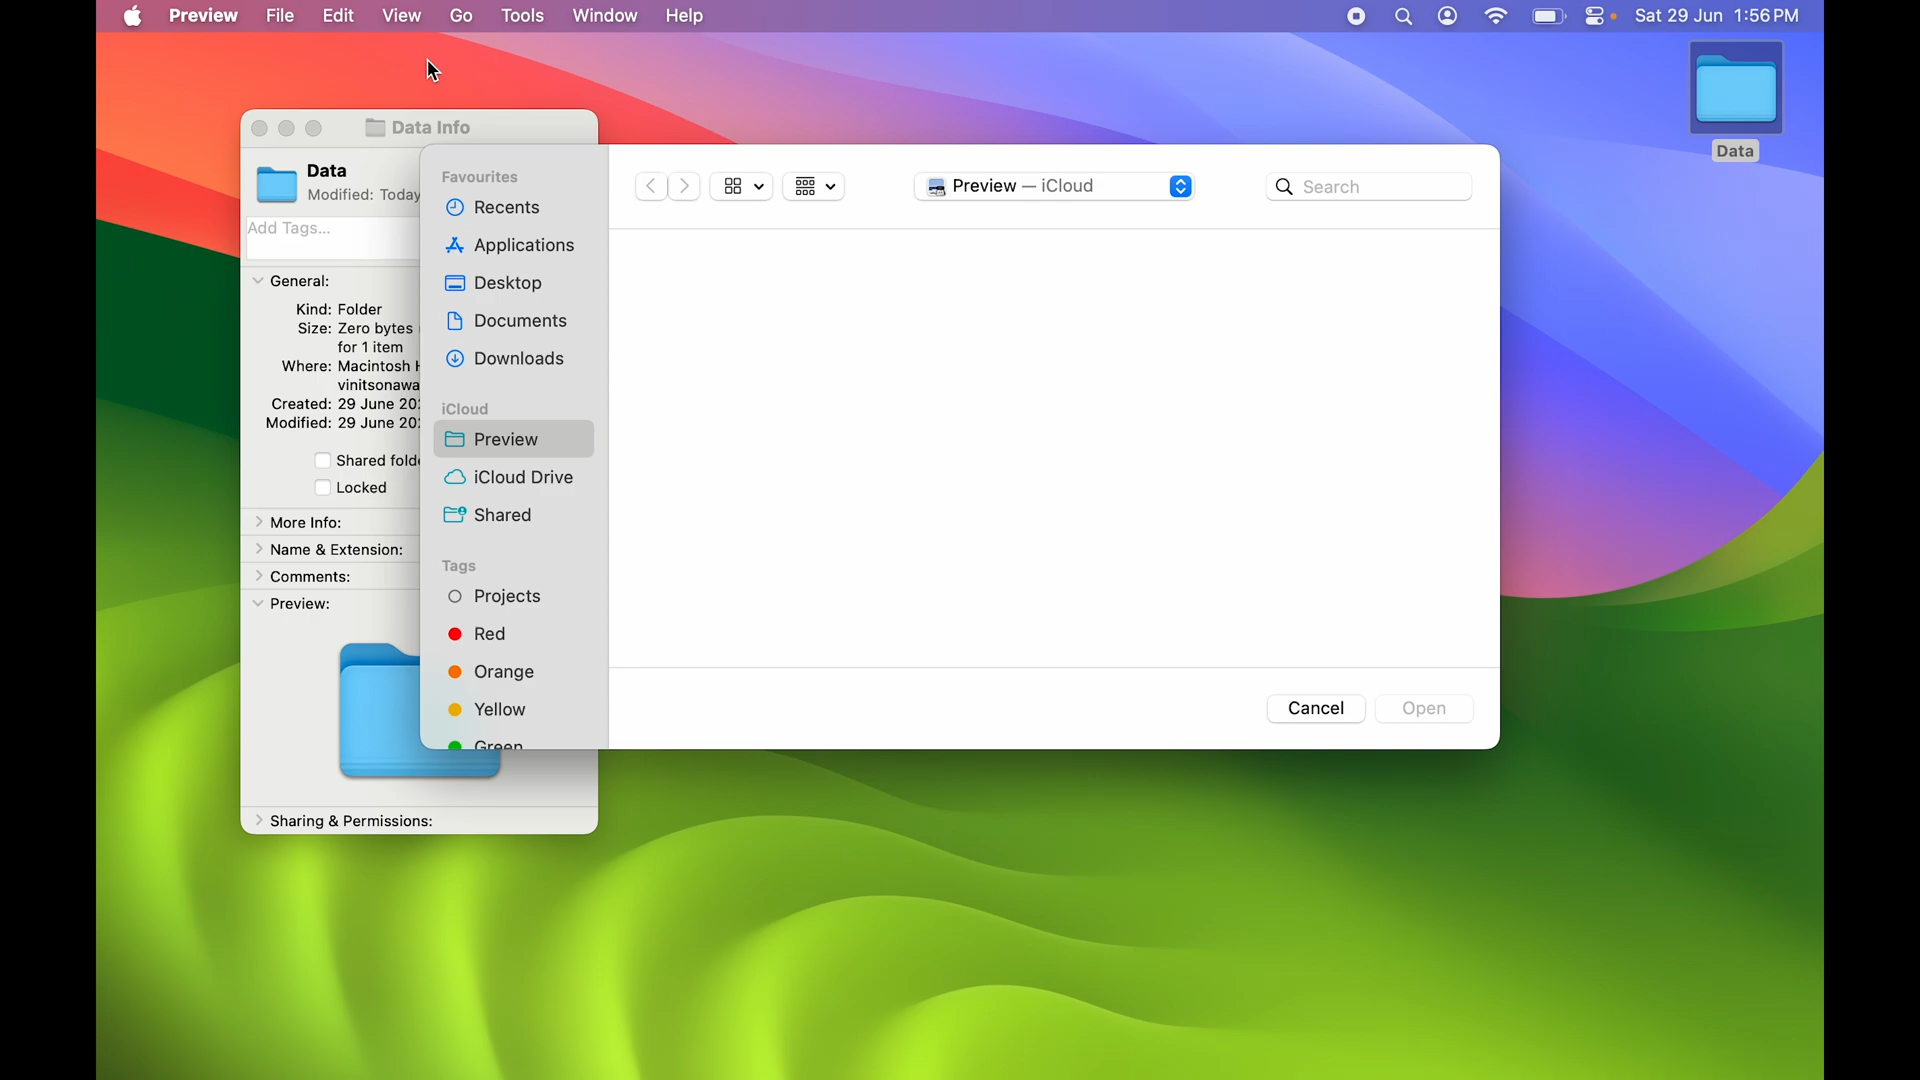 Preview File Edit View Go Tools Window Help Sat 29 Jun 1:56 PM
Data
Data Info
Data
Modified: Today
Add Tags...
General:
Kind: Folder
Size: Zero bytes
for 1 item
Where: Macintosh
vinitsonawa
Created: 29 June
Modified: 29 June
Shared
Locked
More Info:
Name & Extension:
Comments:
Preview:
Sharing & Permissions:
Favourites
Recents
Applications
Desktop
Documents
Downloads
iCloud
Preview
iCloud Drive
Shared
Tags
Projects
Red
Orange
Yellow
Green
Preview — iCloud
Search
Cancel Open